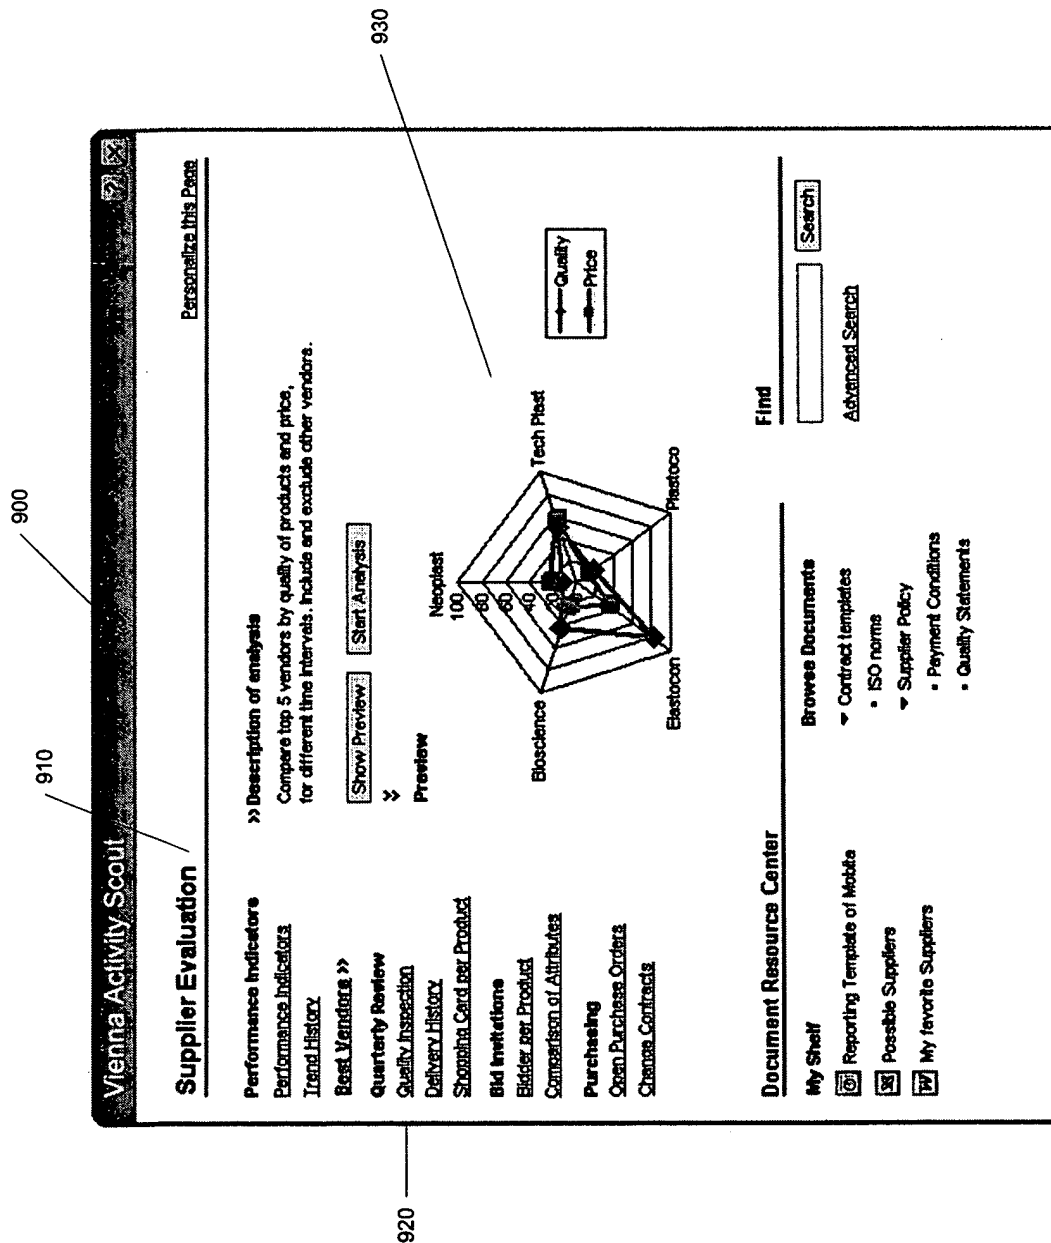 900
910
920
930
Vienna Activity Scout
? X
Supplier Evaluation
Personalize this Page
Performance Indicators
Performance Indicators
Trend History
Best Vendors >>
Quarterly Review
Quality Inspection
Delivery History
Shopping Card per Product
Bid Invitations
Bidder per Product
Comparison of Attributes
Purchasing
Open Purchase Orders
Change Contracts
>> Description of analysis
Compare top 5 vendors by quality of products and price,
for different time intervals. Include and exclude other vendors.
Show Preview
Start Analysis
Preview
Neoplast
100
80
60
40
20
Tech Plast
Plastoco
Elastocon
Bioscience
Quality
Price
Document Resource Center
My Shelf
Reporting Template of Mobita
Possible Suppliers
W My favorite Suppliers
Browse Documents
Contract templates
ISO norms
Supplier Policy
Payment Conditions
Quality Statements
Find
Search
Advanced Search